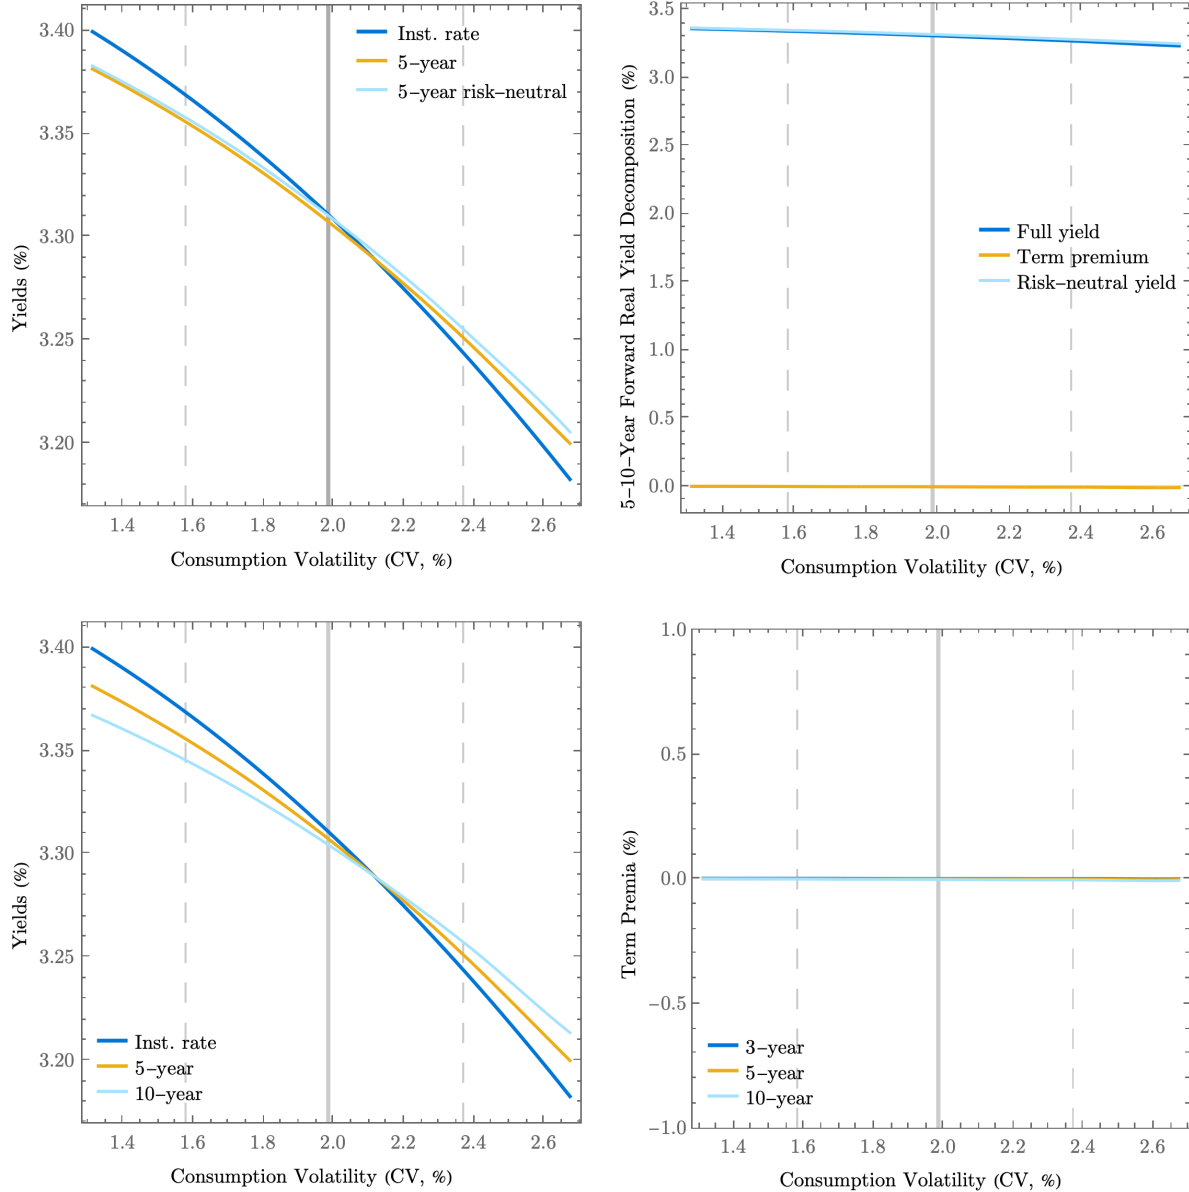 3.40
3.35
3.30
3.25
3.20
Yields (%)
Inst. rate
5–year
5–year risk–neutral
1.4 1.6 1.8 2.0 2.2 2.4 2.6
Consumption Volatility (CV, %)
3.5
3.0
2.5
2.0
1.5
1.0
0.5
0.0
5–10–Year Forward Real Yield Decomposition (%)
Full yield
Term premium
Risk–neutral yield
1.4 1.6 1.8 2.0 2.2 2.4 2.6
Consumption Volatility (CV, %)
3.40
3.35
3.30
3.25
3.20
Yields (%)
Inst. rate
5–year
10–year
1.4 1.6 1.8 2.0 2.2 2.4 2.6
Consumption Volatility (CV, %)
1.0
0.5
0.0
−0.5
−1.0
Term Premia (%)
3–year
5–year
10–year
1.4 1.6 1.8 2.0 2.2 2.4 2.6
Consumption Volatility (CV, %)